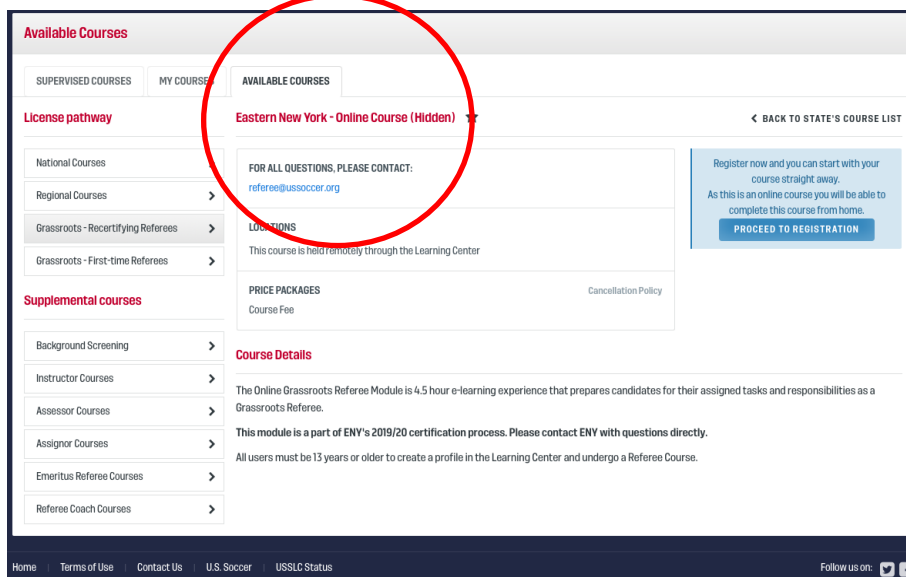 Available Courses
SUPERVISED COURSES
MY COURSES
AVAILABLE COURSES
License pathway
National Courses
Regional Courses
Grassroots - Recertifying Referees
Grassroots - First-time Referees
Supplemental courses
Background Screening
Instructor Courses
Assessor Courses
Assignor Courses
Emeritus Referee Courses
Referee Coach Courses
Eastern New York - Online Course (Hidden)
BACK TO STATE'S COURSE LIST
FOR ALL QUESTIONS, PLEASE CONTACT:
referee@ussoccer.org
LOCATIONS
This course is held remotely through the Learning Center
PRICE PACKAGES
Cancellation Policy
Course Fee
Register now and you can start with your
course straight away.
As this is an online course you will be able to
complete this course from home.
PROCEED TO REGISTRATION
Course Details
The Online Grassroots Referee Module is 4.5 hour e-learning experience that prepares candidates for their assigned tasks and responsibilities as a
Grassroots Referee.
This module is a part of ENY's 2019/20 certification process. Please contact ENY with questions directly.
All users must be 13 years or older to create a profile in the Learning Center and undergo a Referee Course.
Home | Terms of Use | Contact Us | U.S. Soccer | USSLC Status
Follow us on: